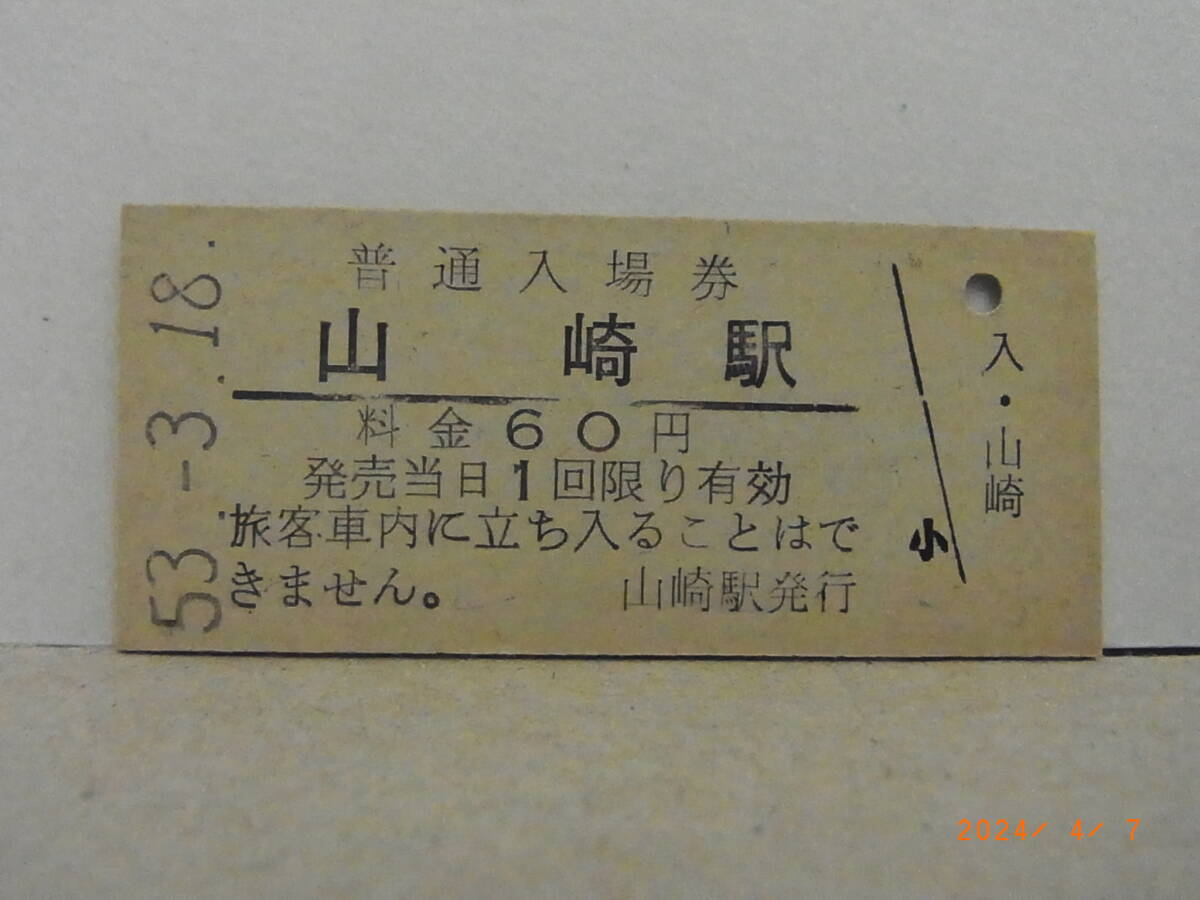 53.-3.18.
普通入場券
山崎駅
料金60円
発売当日1回限り有効
旅客車内に立ち入ることはで
きません。 山崎駅発行
小
入・山崎
2024/ 4/ 7